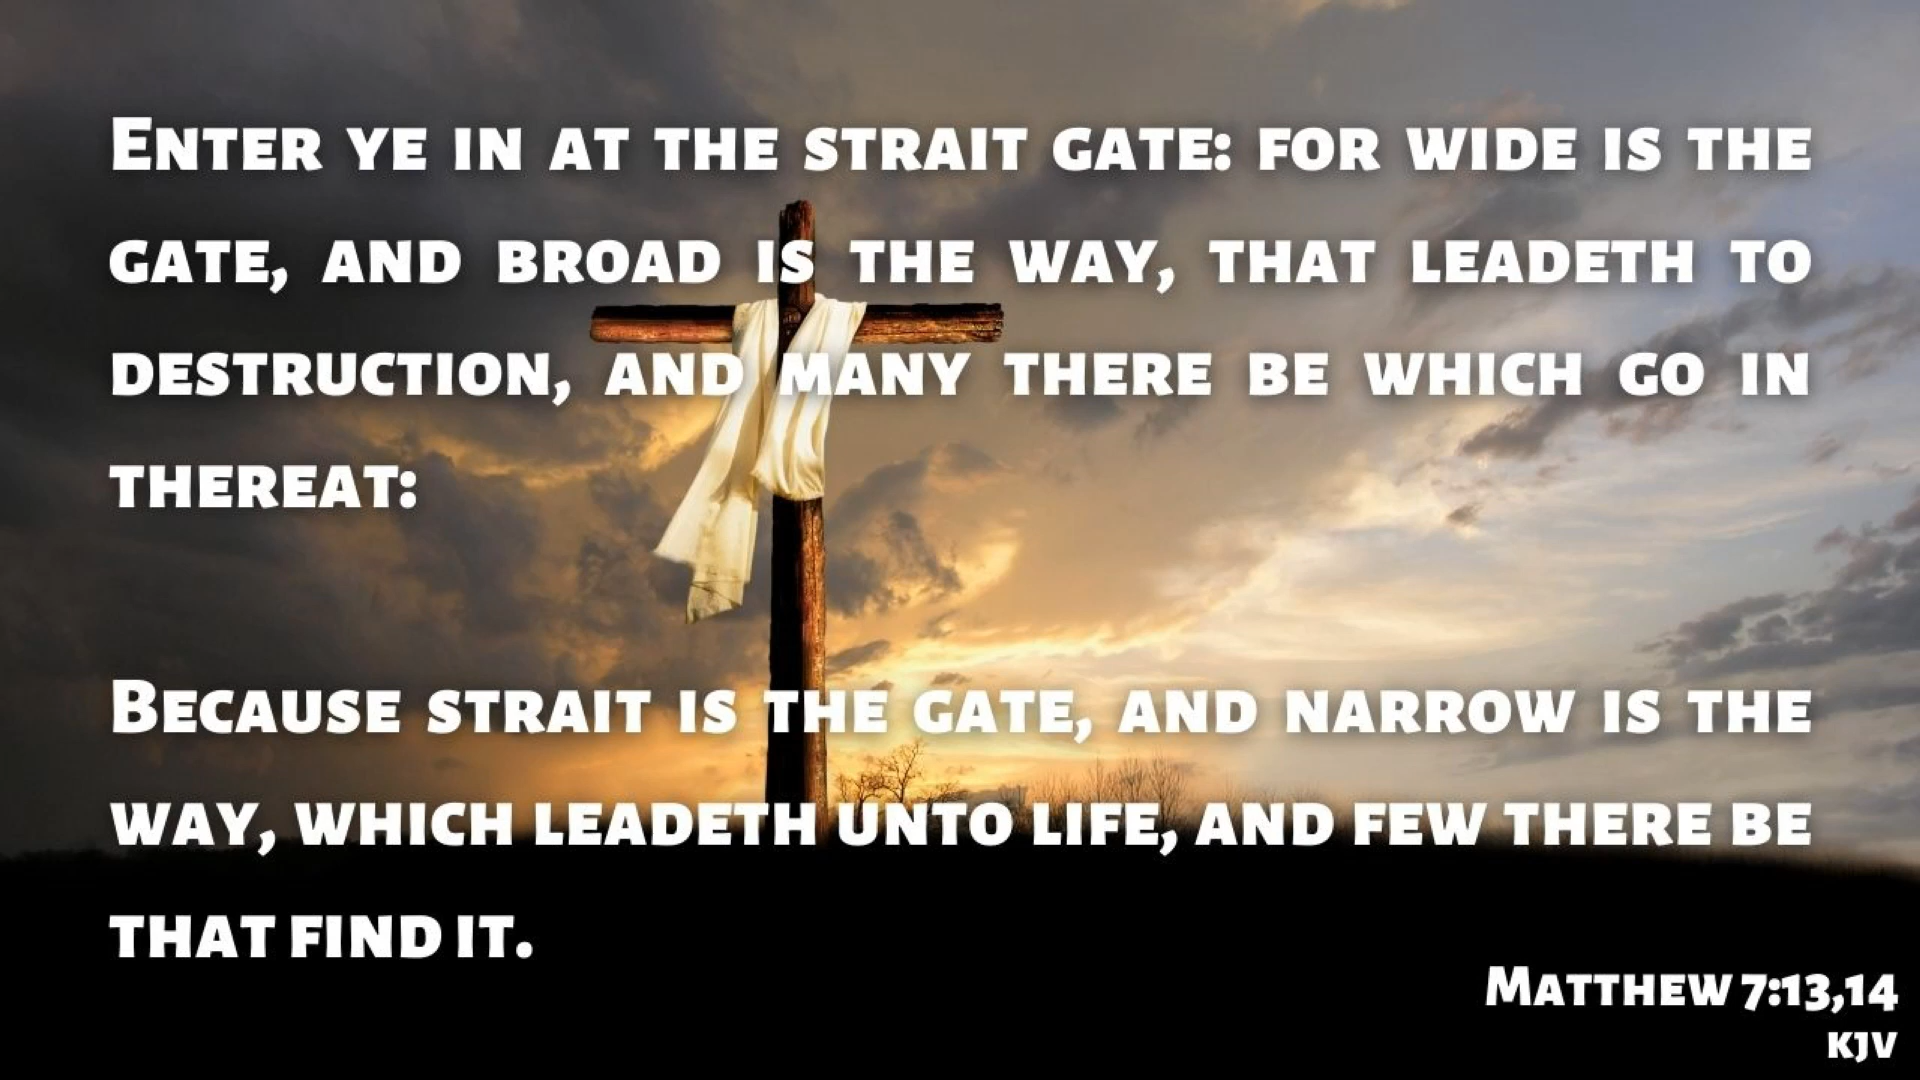 Enter ye in at the strait gate: for wide is the
gate, and broad is the way, that leadeth to
destruction, and many there be which go in
thereat:
Because strait is the gate, and narrow is the
way, which leadeth unto life, and few there be
that find it.
Matthew 7:13,14
KJV